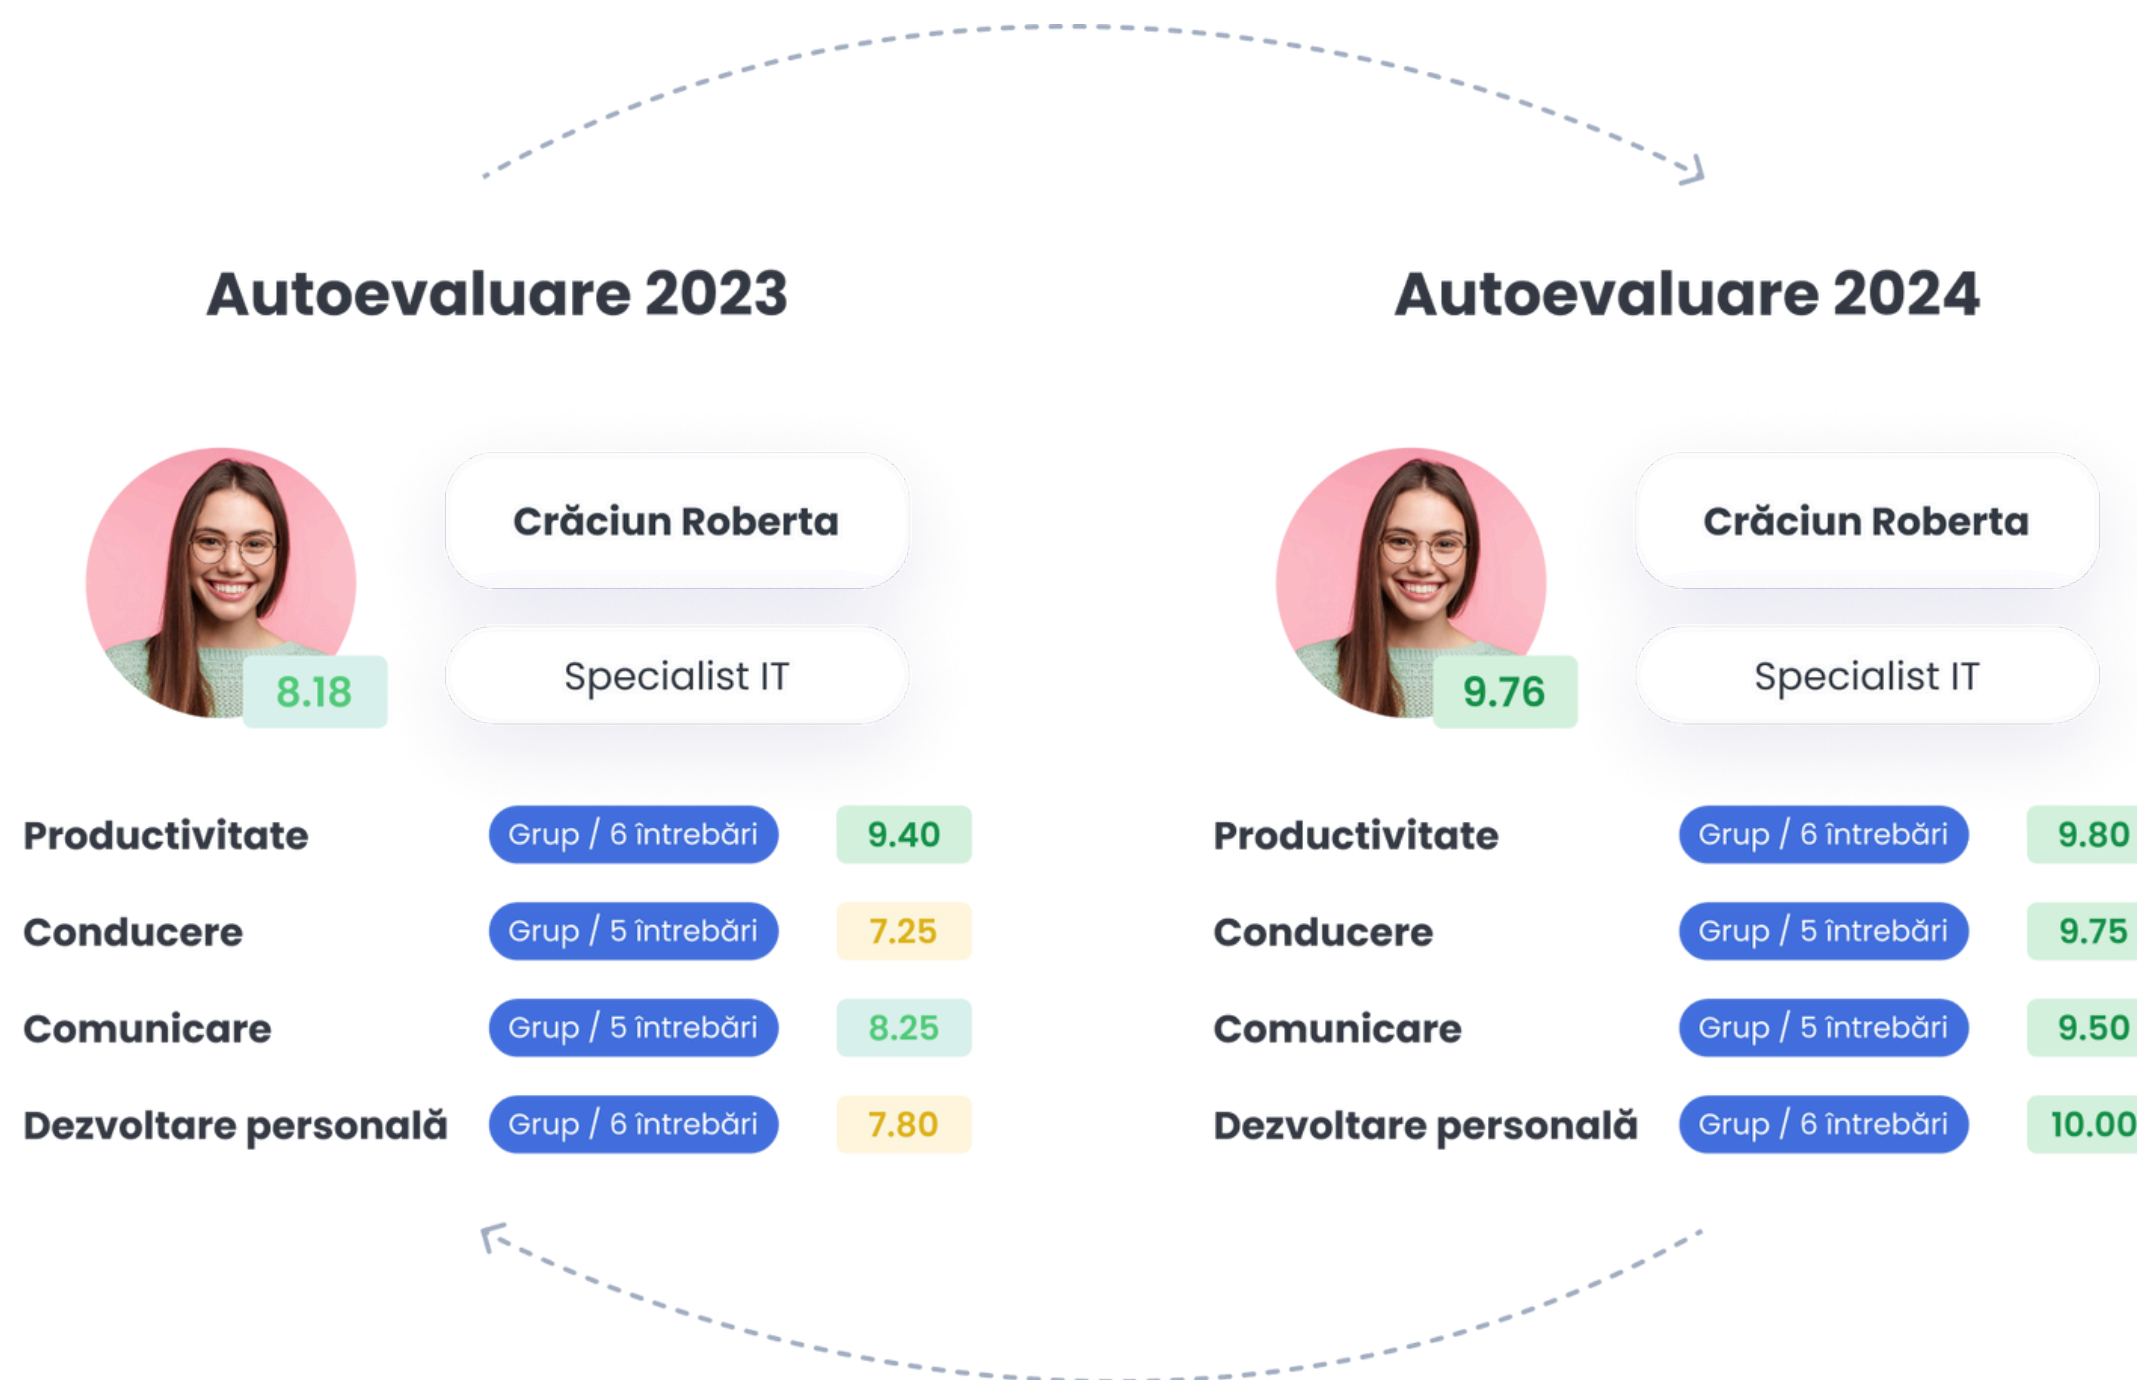 Autoevaluare 2023
Crăciun Roberta
8.18
Specialist IT
Productivitate Grup / 6 întrebări 9.40
Conducere Grup / 5 întrebări 7.25
Comunicare Grup / 5 întrebări 8.25
Dezvoltare personală Grup / 6 întrebări 7.80
Autoevaluare 2024
Crăciun Roberta
9.76
Specialist IT
Productivitate Grup / 6 întrebări 9.80
Conducere Grup / 5 întrebări 9.75
Comunicare Grup / 5 întrebări 9.50
Dezvoltare personală Grup / 6 întrebări 10.00